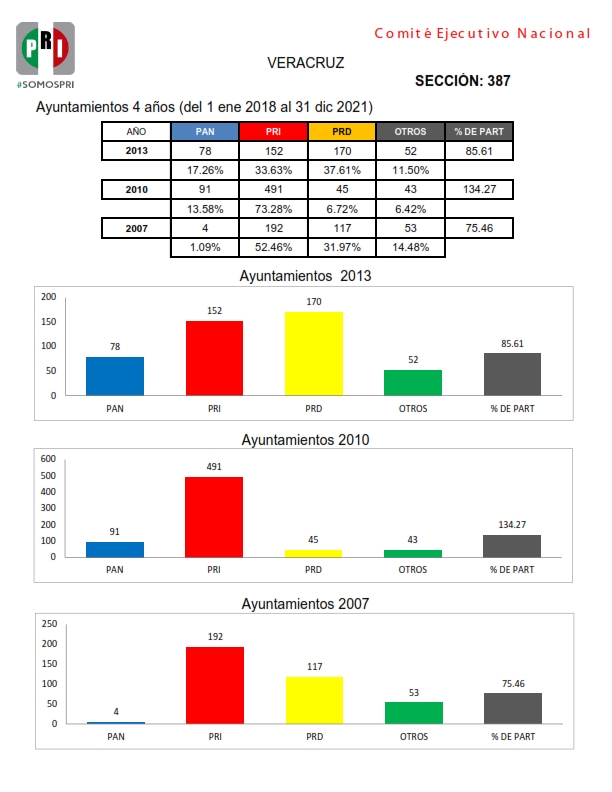 Comité Ejecutivo Nacional
PRI
#SOMOSPRI
VERACRUZ
SECCIÓN: 387
Ayuntamientos 4 años (del 1 ene 2018 al 31 dic 2021)
AÑO PAN PRI PRD OTROS % DE PART
2013 78 152 170 52 85.61
17.26% 33.63% 37.61% 11.50%
2010 91 491 45 43 134.27
13.58% 73.28% 6.72% 6.42%
2007 4 192 117 53 75.46
1.09% 52.46% 31.97% 14.48%
Ayuntamientos 2013
200
150
100
50
0
78 152 170 52 85.61
PAN PRI PRD OTROS % DE PART
Ayuntamientos 2010
600
500
400
300
200
100
0
91 491 45 43 134.27
PAN PRI PRD OTROS % DE PART
Ayuntamientos 2007
250
200
150
100
50
0
4 192 117 53 75.46
PAN PRI PRD OTROS % DE PART